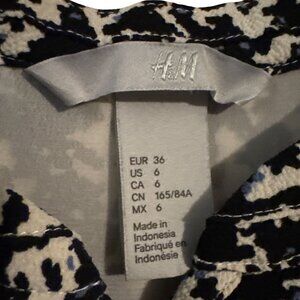 H&M
EUR 36
US 6
CA 6
CN 165/84A
MX 6
Made in
Indonesia
Fabriqué en
Indonésie